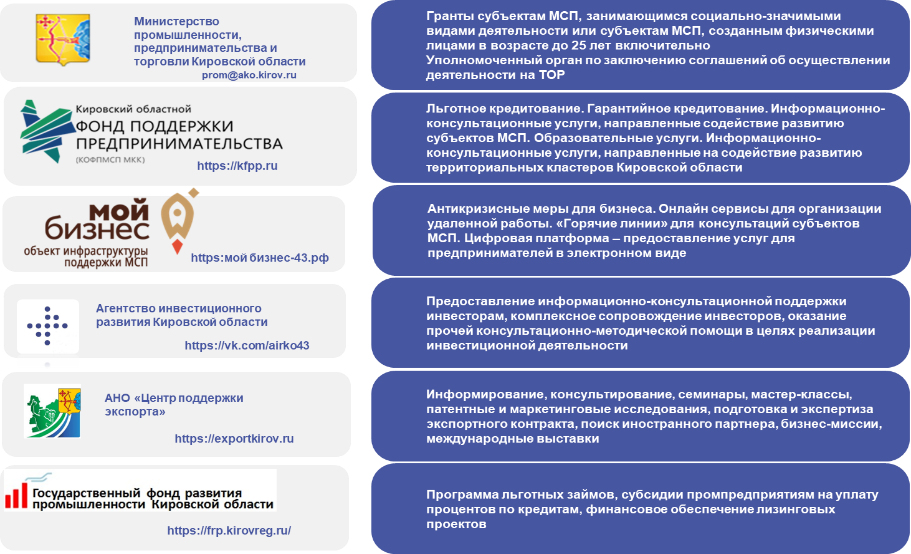 Министерство
промышленности,
предпринимательства и
торговли Кировской области
prom@ako.kirov.ru
Гранты субъектам МСП, занимающимся социально-значимыми
видами деятельности или субъектам МСП, созданным физическими
лицами в возрасте до 25 лет включительно
Уполномоченный орган по заключению соглашений об осуществлении
деятельности на ТОР
Кировский областной
ФОНД ПОДДЕРЖКИ
ПРЕДПРИНИМАТЕЛЬСТВА
(КОФПМСП МКК)
https://kfpp.ru
Льготное кредитование. Гарантийное кредитование. Информационно-
консультационные услуги, направленные содействие развитию
субъектов МСП. Образовательные услуги. Информационно-
консультационные услуги, направленные на содействие развитию
территориальных кластеров Кировской области
мой
бизнес
объект инфраструктуры
поддержки МСП
https:мой бизнес-43.рф
Антикризисные меры для бизнеса. Онлайн сервисы для организации
удаленной работы. «Горячие линии» для консультаций субъектов
МСП. Цифровая платформа – предоставление услуг для
предпринимателей в электронном виде
Агентство инвестиционного
развития Кировской области
https://vk.com/airko43
Предоставление информационно-консультационной поддержки
инвесторам, комплексное сопровождение инвесторов, оказание
прочей консультационно-методической помощи в целях реализации
инвестиционной деятельности
АНО «Центр поддержки
экспорта»
https://exportkirov.ru
Информирование, консультирование, семинары, мастер-классы,
патентные и маркетинговые исследования, подготовка и экспертиза
экспортного контракта, поиск иностранного партнера, бизнес-миссии,
международные выставки
Государственный фонд развития
промышленности Кировской области
https://frp.kirovreg.ru/
Программа льготных займов, субсидии промпредприятиям на уплату
процентов по кредитам, финансовое обеспечение лизинговых
проектов